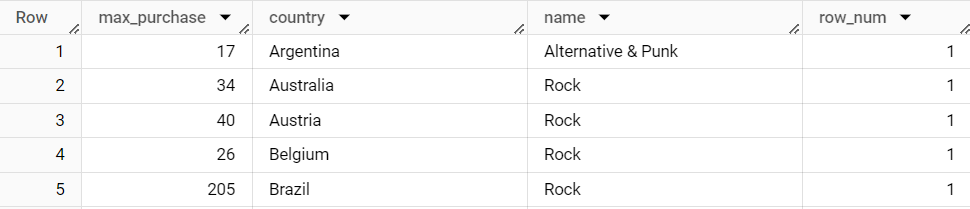 Row max_purchase country name row_num
1 17 Argentina Alternative & Punk 1
2 34 Australia Rock 1
3 40 Austria Rock 1
4 26 Belgium Rock 1
5 205 Brazil Rock 1